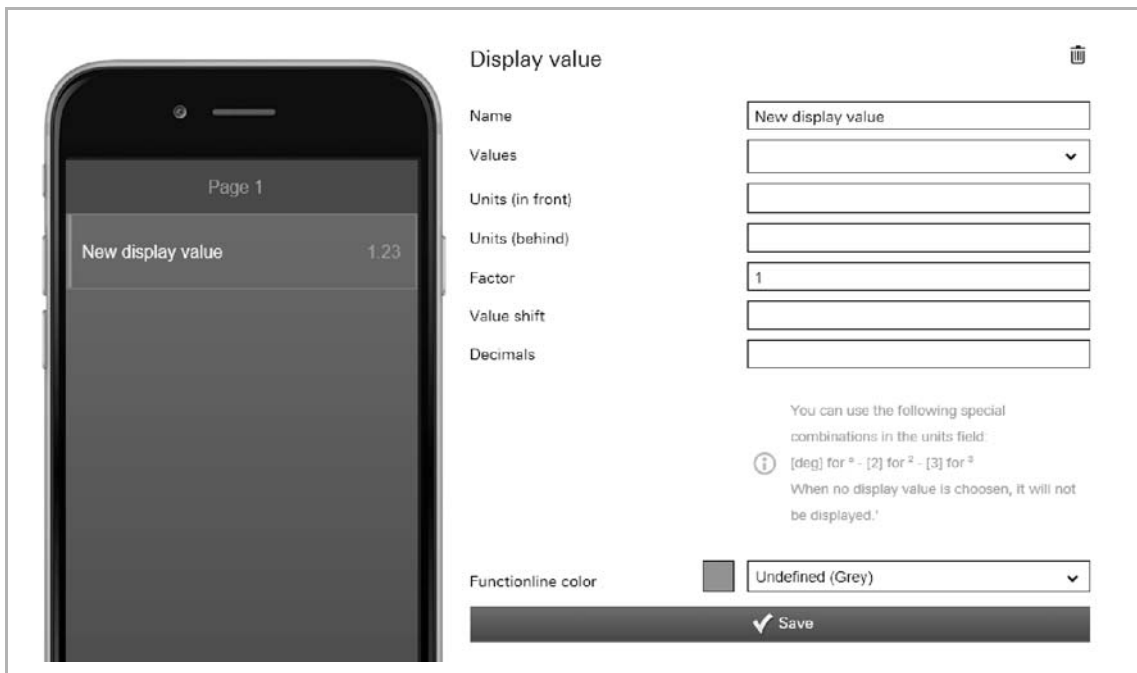 Page 1
New display value 1.23
Display value
Name New display value
Values
Units (in front)
Units (behind)
Factor 1
Value shift
Decimals
You can use the following special
combinations in the units field:
[deg] for º - [2] for ² - [3] for ³
When no display value is choosen, it will not
be displayed.'
Functionline color Undefined (Grey)
Save